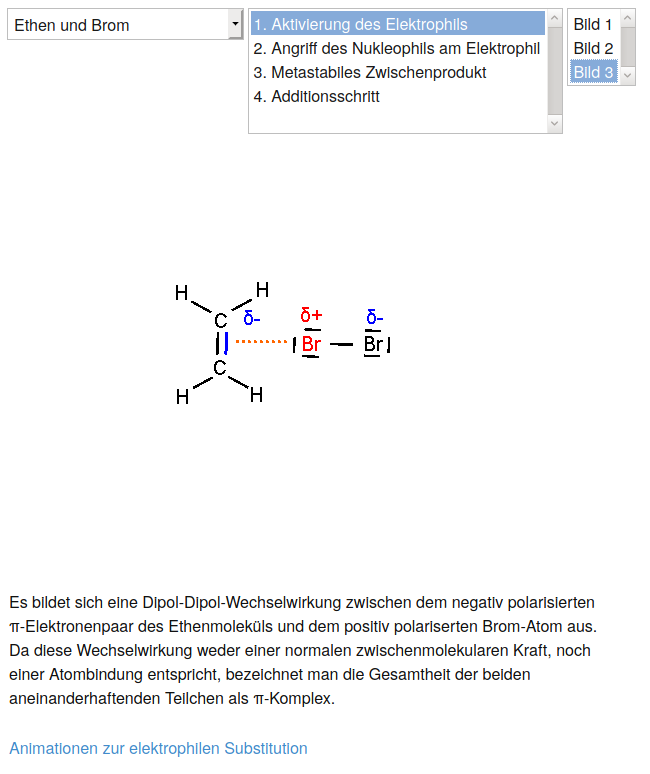 Ethen und Brom
1. Aktivierung des Elektrophils
2. Angriff des Nukleophils am Elektrophil
3. Metastabiles Zwischenprodukt
4. Additionsschritt
Bild 1
Bild 2
Bild 3
H H
C δ- δ+ δ-
Br Br
C
H H
Es bildet sich eine Dipol-Dipol-Wechselwirkung zwischen dem negativ polarisierten
π-Elektronenpaar des Ethenmoleküls und dem positiv polariserten Brom-Atom aus.
Da diese Wechselwirkung weder einer normalen zwischenmolekularen Kraft, noch
einer Atombindung entspricht, bezeichnet man die Gesamtheit der beiden
aneinanderhaftenden Teilchen als π-Komplex.
Animationen zur elektrophilen Substitution